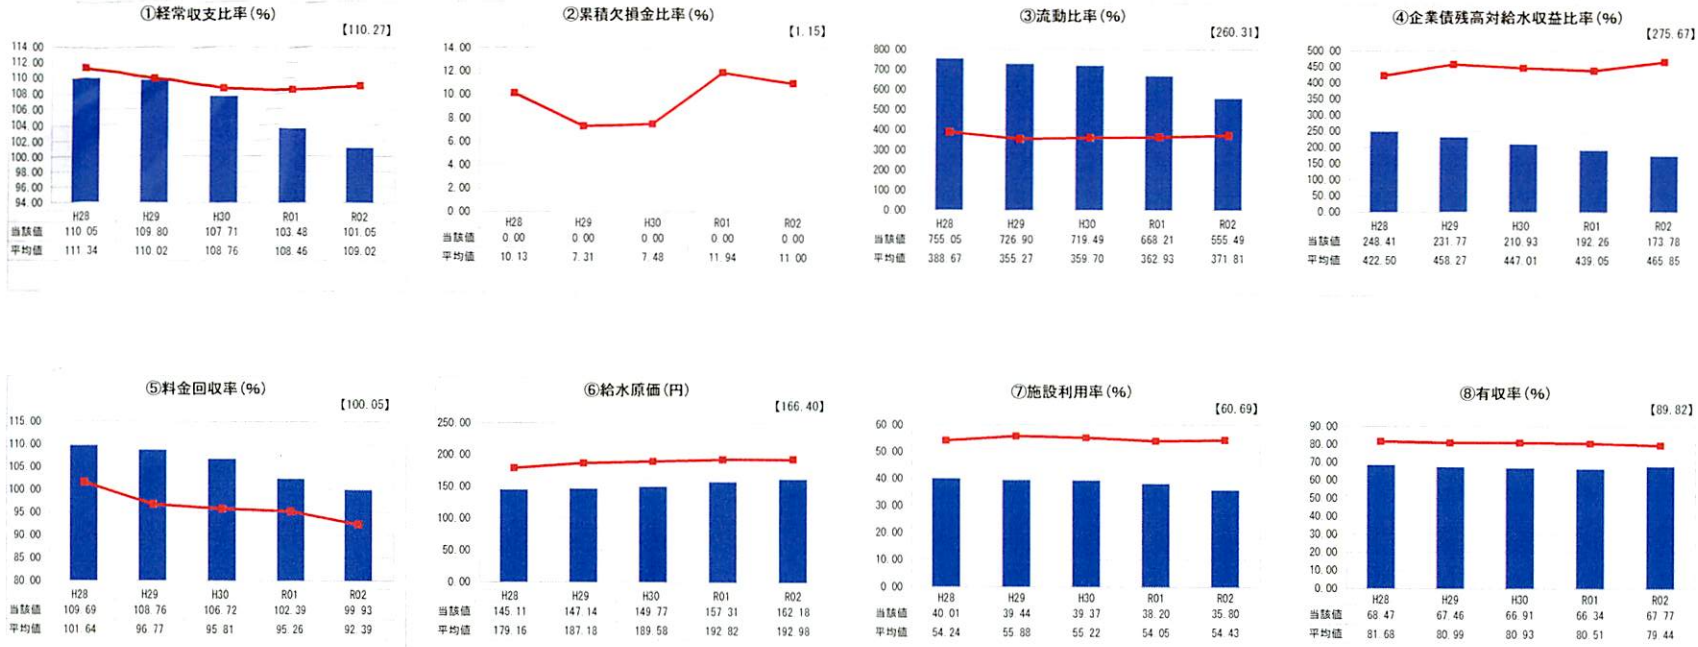 ①経常収支比率(%)
【110.27】
114 00
112 00
110 00
108 00
106 00
104 00
102 00
100 00
98 00
96 00
94 00
H28 H29 H30 R01 R02
当該値 110 05 109 80 107 71 103 48 101 05
平均値 111 34 110 02 108 76 108 46 109 02
②累積欠損金比率(%)
【1.15】
14 00
12 00
10 00
8 00
6 00
4 00
2 00
0 00
H28 H29 H30 R01 R02
当該値 0 00 0 00 0 00 0 00 0 00
平均値 10 13 7 31 7 48 11 94 11 00
③流動比率(%)
【260.31】
800 00
700 00
600 00
500 00
400 00
300 00
200 00
100 00
0 00
H28 H29 H30 R01 R02
当該値 755 05 726 90 719 49 668 21 555 49
平均値 388 67 355 27 359 70 362 93 371 81
④企業債残高対給水収益比率(%)
【275.67】
500 00
450 00
400 00
350 00
300 00
250 00
200 00
150 00
100 00
50 00
0 00
H28 H29 H30 R01 R02
当該値 248 41 231 77 210 93 192 26 173 78
平均値 422 50 458 27 447 01 439 05 465 85
⑤料金回収率(%)
【100.05】
115 00
110 00
105 00
100 00
95 00
90 00
85 00
80 00
H28 H29 H30 R01 R02
当該値 109 69 108 76 106 72 102 39 99 93
平均値 101 64 96 77 95 81 95 26 92 39
⑥給水原価(円)
【166.40】
250 00
200 00
150 00
100 00
50 00
0 00
H28 H29 H30 R01 R02
当該値 145 11 147 14 149 77 157 31 162 18
平均値 179 16 187 18 189 58 192 82 192 98
⑦施設利用率(%)
【60.69】
60 00
50 00
40 00
30 00
20 00
10 00
0 00
H28 H29 H30 R01 R02
当該値 40 01 39 44 39 37 38 20 35 80
平均値 54 24 55 88 55 22 54 05 54 43
⑧有収率(%)
【89.82】
90 00
80 00
70 00
60 00
50 00
40 00
30 00
20 00
10 00
0 00
H28 H29 H30 R01 R02
当該値 68 47 67 46 66 91 66 34 67 77
平均値 81 68 80 99 80 93 80 51 79 44